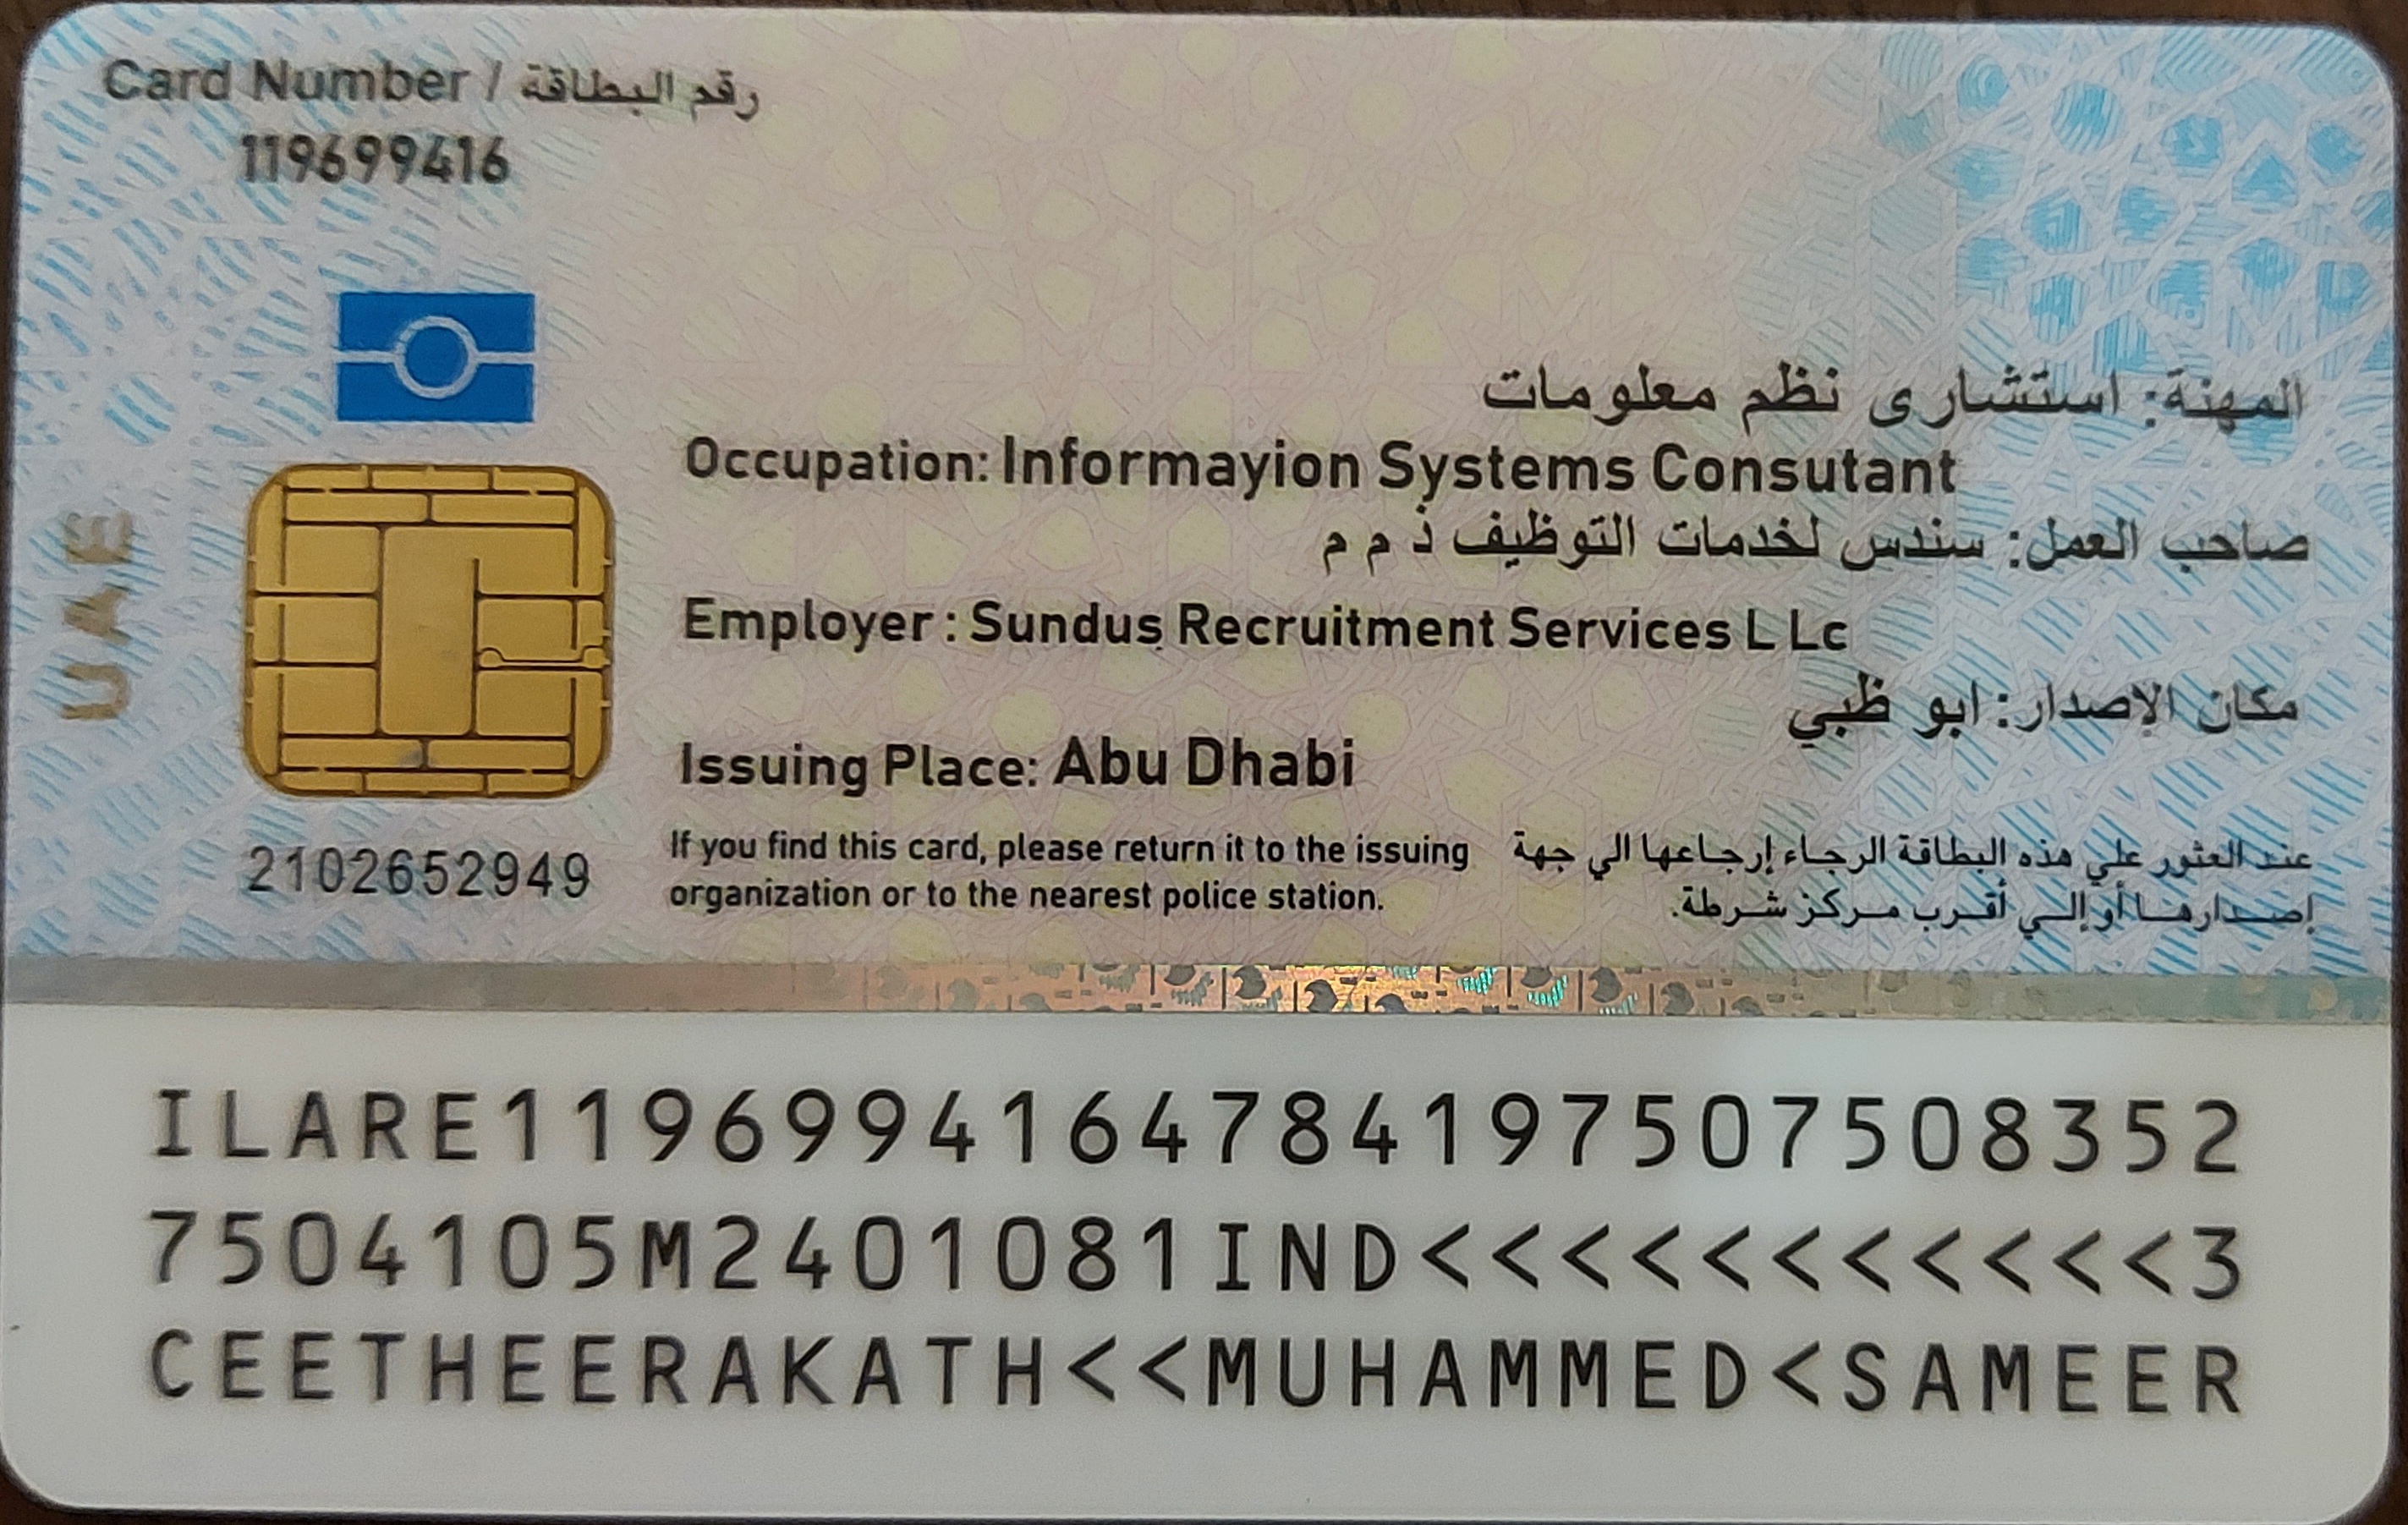 Card Number / رقم البطاقة
119699416
المهنة: استشارى نظم معلومات
Occupation: Informayion Systems Consutant
صاحب العمل: سندس لخدمات التوظيف ذ م م
Employer: Sundus Recruitment Services L Lc
مكان الإصدار: ابو ظبي
Issuing Place: Abu Dhabi
UAE
2102652949
If you find this card, please return it to the issuing
organization or to the nearest police station.
عند العثور علي هذه البطاقة الرجاء إرجاعها الي جهة
إصدارها أو إلي أقرب مركز شرطة.
ILARE1196994164784197507508352
7504105M2401081IND<<<<<<<<<<<3
CEETHEERAKATH<<MUHAMMED<SAMEER